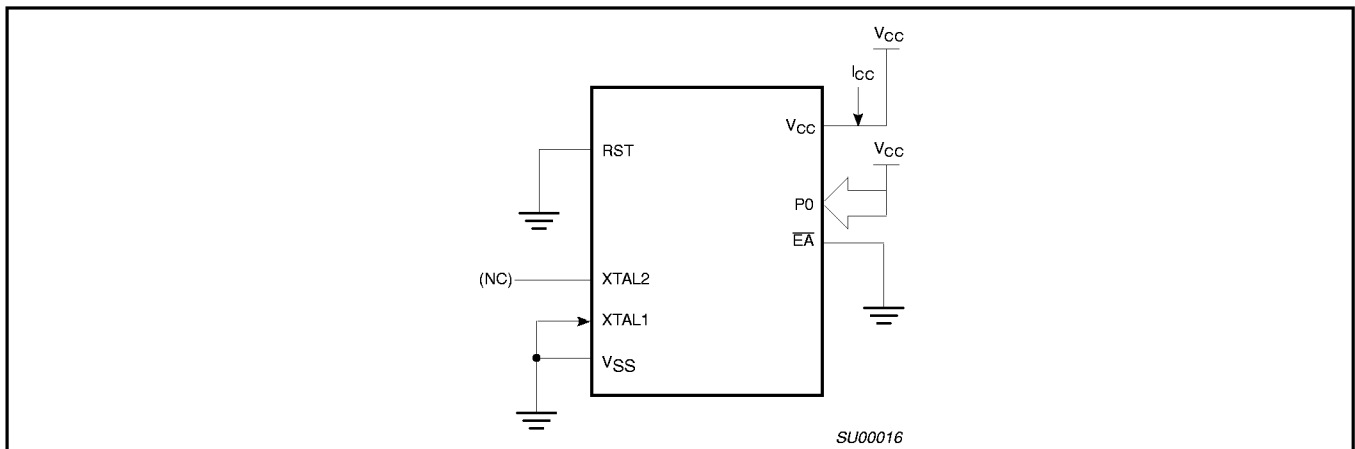 VCC
ICC
VCC
RST
VCC
P0
EA
(NC)
XTAL2
XTAL1
VSS
SU00016